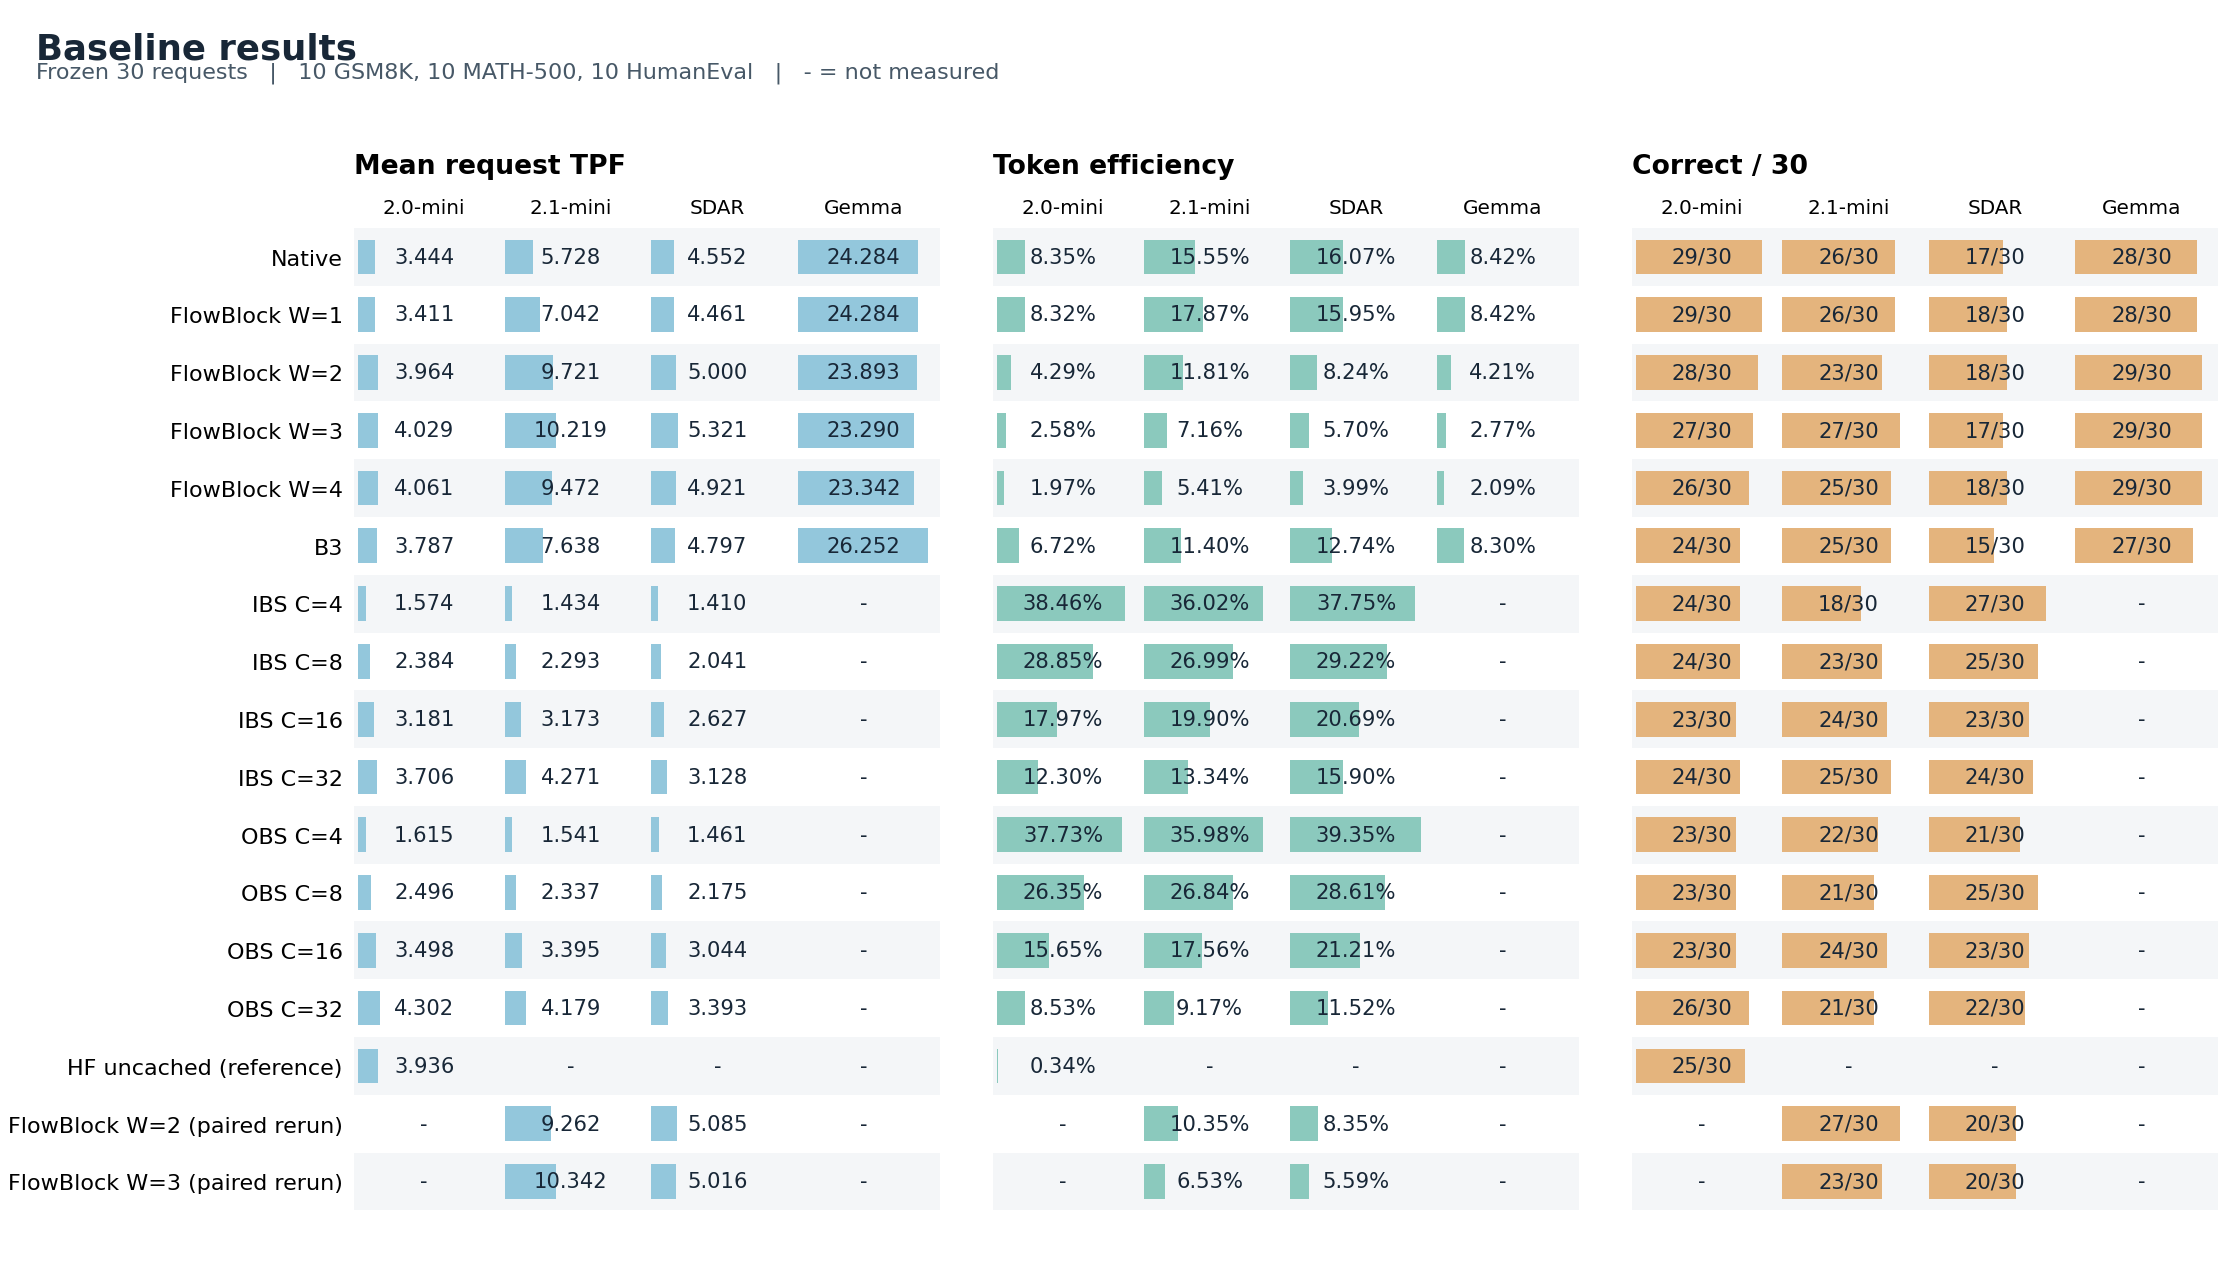 Baseline results
Frozen 30 requests | 10 GSM8K, 10 MATH-500, 10 HumanEval | - = not measured
Mean request TPF Token efficiency Correct / 30
2.0-mini 2.1-mini SDAR Gemma 2.0-mini 2.1-mini SDAR Gemma 2.0-mini 2.1-mini SDAR Gemma
Native 3.444 5.728 4.552 24.284 8.35% 15.55% 16.07% 8.42% 29/30 26/30 17/30 28/30
FlowBlock W=1 3.411 7.042 4.461 24.284 8.32% 17.87% 15.95% 8.42% 29/30 26/30 18/30 28/30
FlowBlock W=2 3.964 9.721 5.000 23.893 4.29% 11.81% 8.24% 4.21% 28/30 23/30 18/30 29/30
FlowBlock W=3 4.029 10.219 5.321 23.290 2.58% 7.16% 5.70% 2.77% 27/30 27/30 17/30 29/30
FlowBlock W=4 4.061 9.472 4.921 23.342 1.97% 5.41% 3.99% 2.09% 26/30 25/30 18/30 29/30
B3 3.787 7.638 4.797 26.252 6.72% 11.40% 12.74% 8.30% 24/30 25/30 15/30 27/30
IBS C=4 1.574 1.434 1.410 - 38.46% 36.02% 37.75% - 24/30 18/30 27/30 -
IBS C=8 2.384 2.293 2.041 - 28.85% 26.99% 29.22% - 24/30 23/30 25/30 -
IBS C=16 3.181 3.173 2.627 - 17.97% 19.90% 20.69% - 23/30 24/30 23/30 -
IBS C=32 3.706 4.271 3.128 - 12.30% 13.34% 15.90% - 24/30 25/30 24/30 -
OBS C=4 1.615 1.541 1.461 - 37.73% 35.98% 39.35% - 23/30 22/30 21/30 -
OBS C=8 2.496 2.337 2.175 - 26.35% 26.84% 28.61% - 23/30 21/30 25/30 -
OBS C=16 3.498 3.395 3.044 - 15.65% 17.56% 21.21% - 23/30 24/30 23/30 -
OBS C=32 4.302 4.179 3.393 - 8.53% 9.17% 11.52% - 26/30 21/30 22/30 -
HF uncached (reference) 3.936 - - - 0.34% - - - 25/30 - - -
FlowBlock W=2 (paired rerun) - 9.262 5.085 - - 10.35% 8.35% - - 27/30 20/30 -
FlowBlock W=3 (paired rerun) - 10.342 5.016 - - 6.53% 5.59% - - 23/30 20/30 -